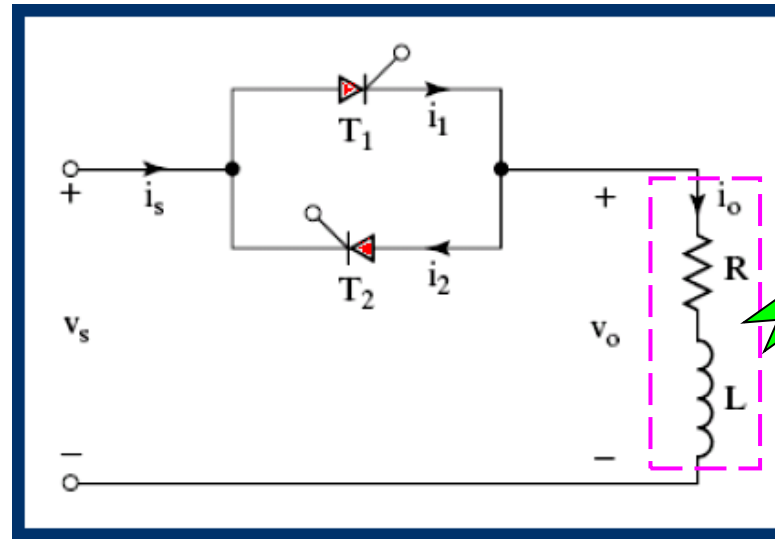 T₁
i₁
+
iₛ
+
iₒ
R
T₂
i₂
vₛ
vₒ
L
−
−